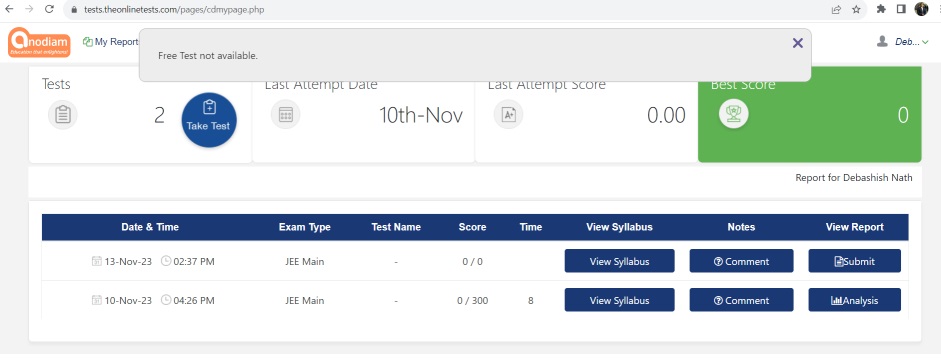 tests.theonlinetests.com/pages/cdmypage.php
anodiam
Education that enlightens!
My Report
Free Test not available.
Deb...
Tests
2
Take Test
Last Attempt Date
10th-Nov
Last Attempt Score
A+
0.00
Best Score
0
Report for Debashish Nath
Date & Time Exam Type Test Name Score Time View Syllabus Notes View Report
13-Nov-23 02:37 PM JEE Main - 0 / 0 View Syllabus Comment Submit
10-Nov-23 04:26 PM JEE Main - 0 / 300 8 View Syllabus Comment Analysis